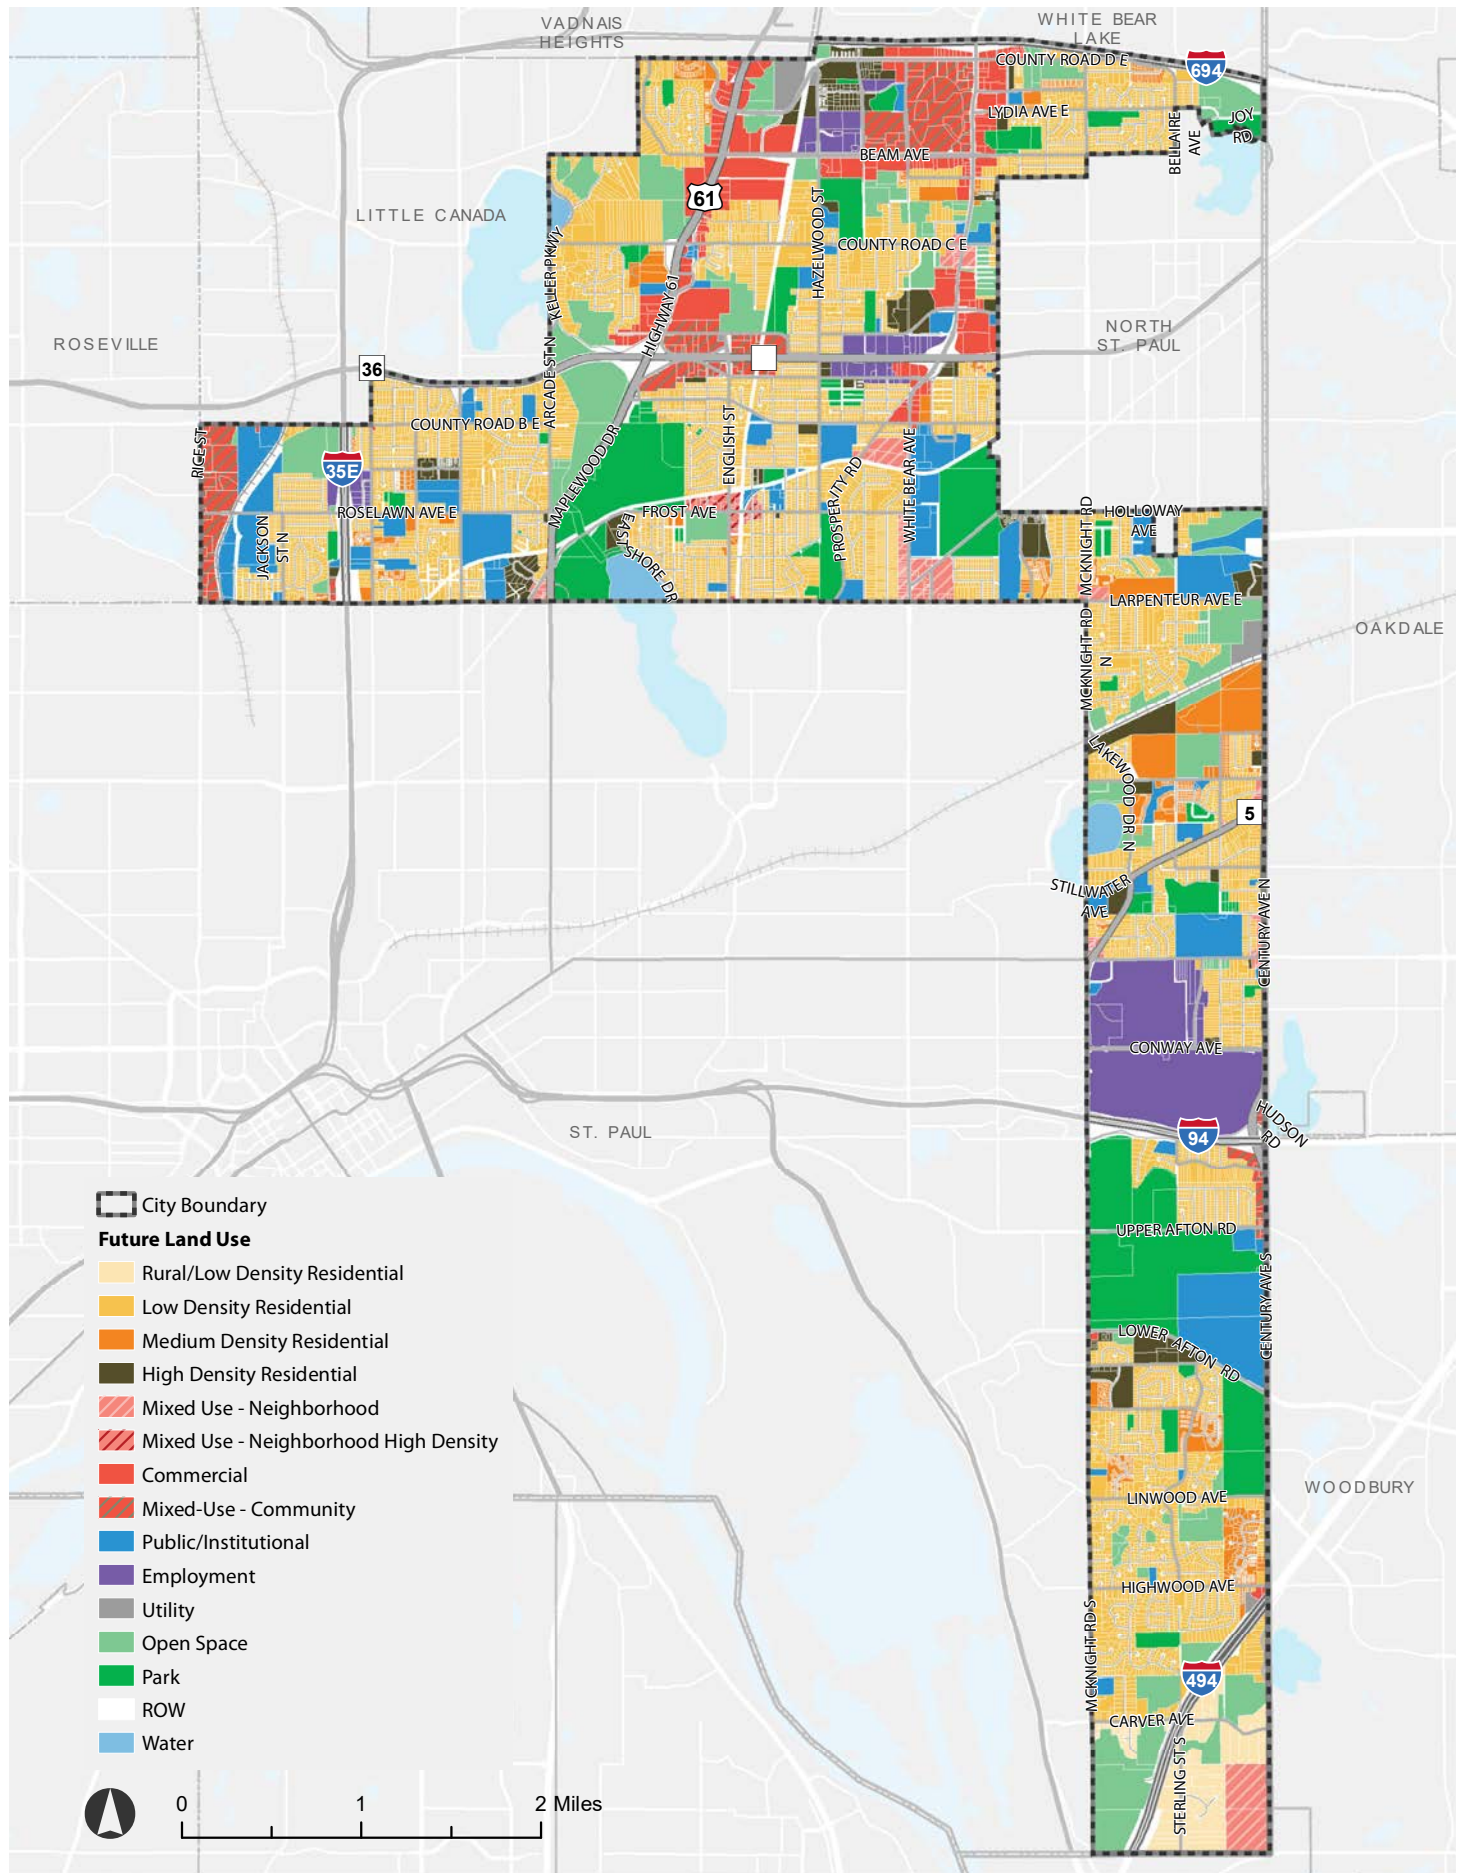 VADNAIS
HEIGHTS
WHITE BEAR
LAKE
COUNTY ROAD D E
694
LYDIA AVE E
JOY
RD
BELLAIRE
AVE
BEAM AVE
61
LITTLE CANADA
HAZELWOOD ST
KELLER PKWY
COUNTY ROAD C E
HIGHWAY 61
NORTH
ST. PAUL
ROSEVILLE
36
ARCADE ST N
COUNTY ROAD B E
ENGLISH ST
RICE ST
35E
MAPLEWOOD DR
PROSPERITY RD
WHITE BEAR AVE
ROSELAWN AVE E
FROST AVE
EAST
SHORE DR
JACKSON
ST N
MCKNIGHT RD
HOLLOWAY
AVE
LARPENTEUR AVE E
OAKDALE
MCKNIGHT RD
N
LAKEWOOD DR N
5
STILLWATER
AVE
CENTURY AVE N
CONWAY AVE
HUDSON
RD
94
ST. PAUL
UPPER AFTON RD
CENTURY AVE S
LOWER AFTON RD
WOODBURY
LINWOOD AVE
HIGHWOOD AVE
MCKNIGHT RD S
494
CARVER AVE
STERLING ST S
City Boundary
Future Land Use
Rural/Low Density Residential
Low Density Residential
Medium Density Residential
High Density Residential
Mixed Use - Neighborhood
Mixed Use - Neighborhood High Density
Commercial
Mixed-Use - Community
Public/Institutional
Employment
Utility
Open Space
Park
ROW
Water
0 1 2 Miles